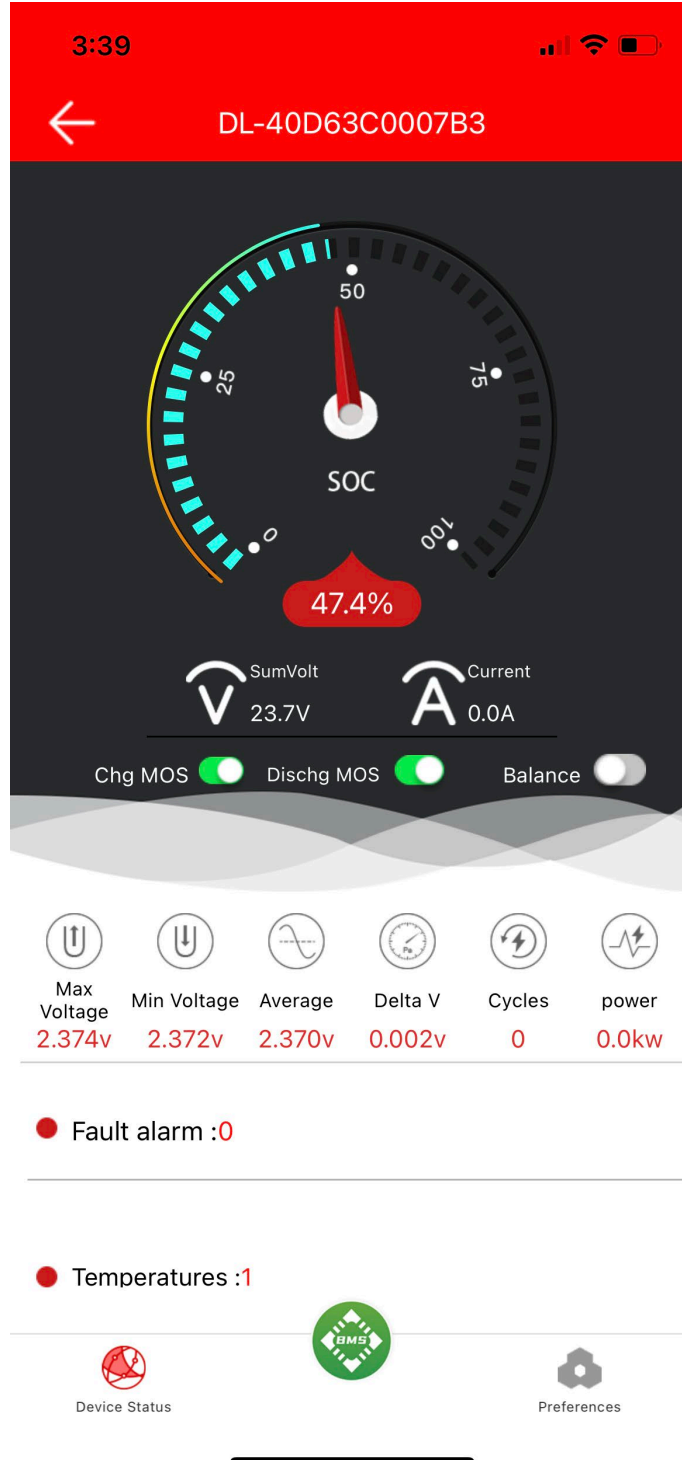 3:39
DL-40D63C0007B3
0
25
50
75
100
SOC
47.4%
SumVolt
V 23.7V
Current
A 0.0A
Chg MOS Dischg MOS Balance
Max Voltage
2.374v
Min Voltage
2.372v
Average
2.370v
Delta V
0.002v
Cycles
0
power
0.0kw
Fault alarm :0
Temperatures :1
BMS
Device Status
Preferences